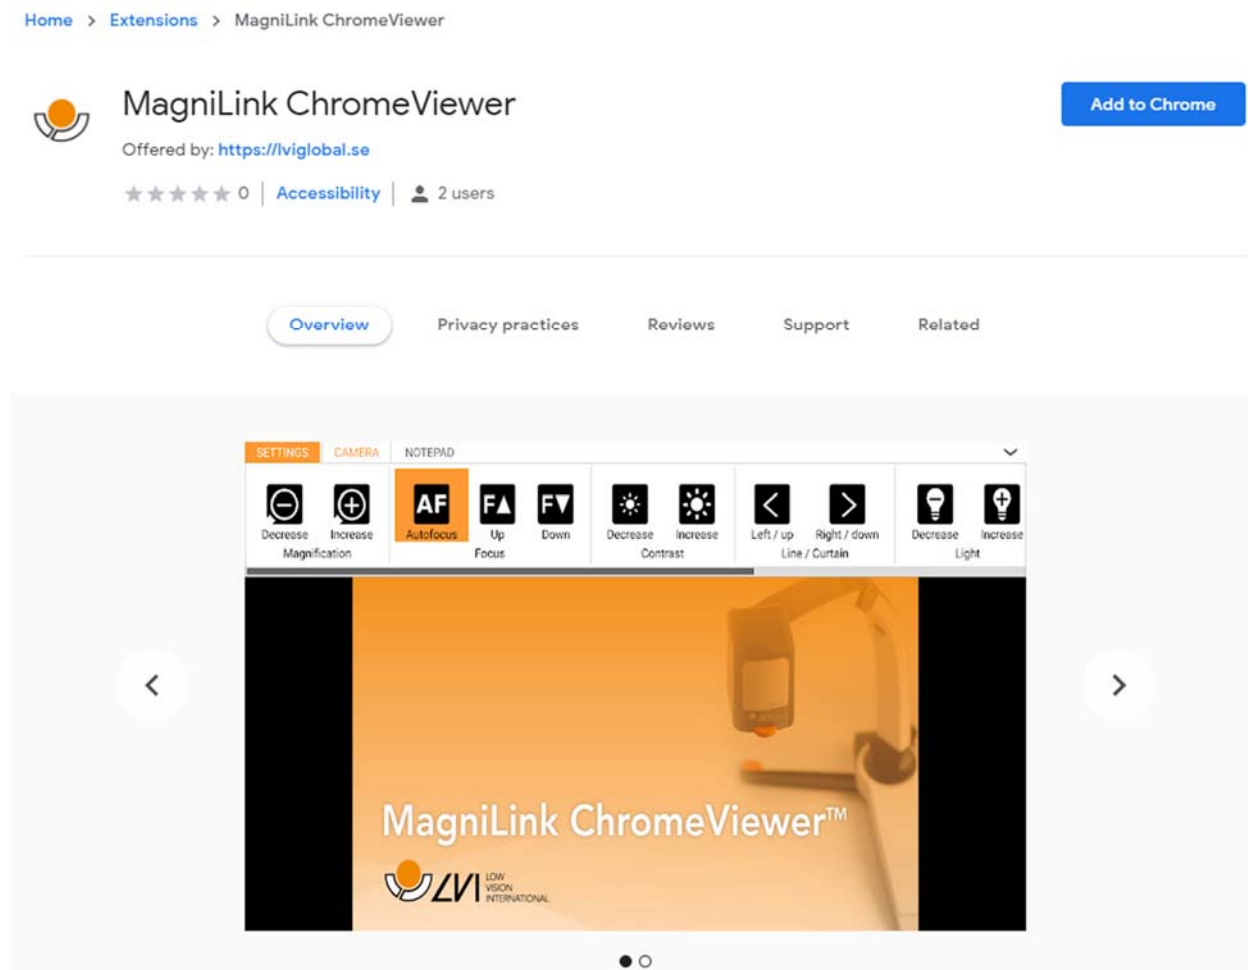 Home > Extensions > MagniLink ChromeViewer
MagniLink ChromeViewer
Add to Chrome
Offered by: https://lviglobal.se
0 | Accessibility | 2 users
Overview Privacy practices Reviews Support Related
SETTINGS CAMERA NOTEPAD
AF F▲ F▼
Decrease Increase Autofocus Up Down Decrease Increase Left / up Right / down Decrease Increase
Magnification Focus Contrast Line / Curtain Light
MagniLink ChromeViewer™
LVI LOW
VISION
INTERNATIONAL